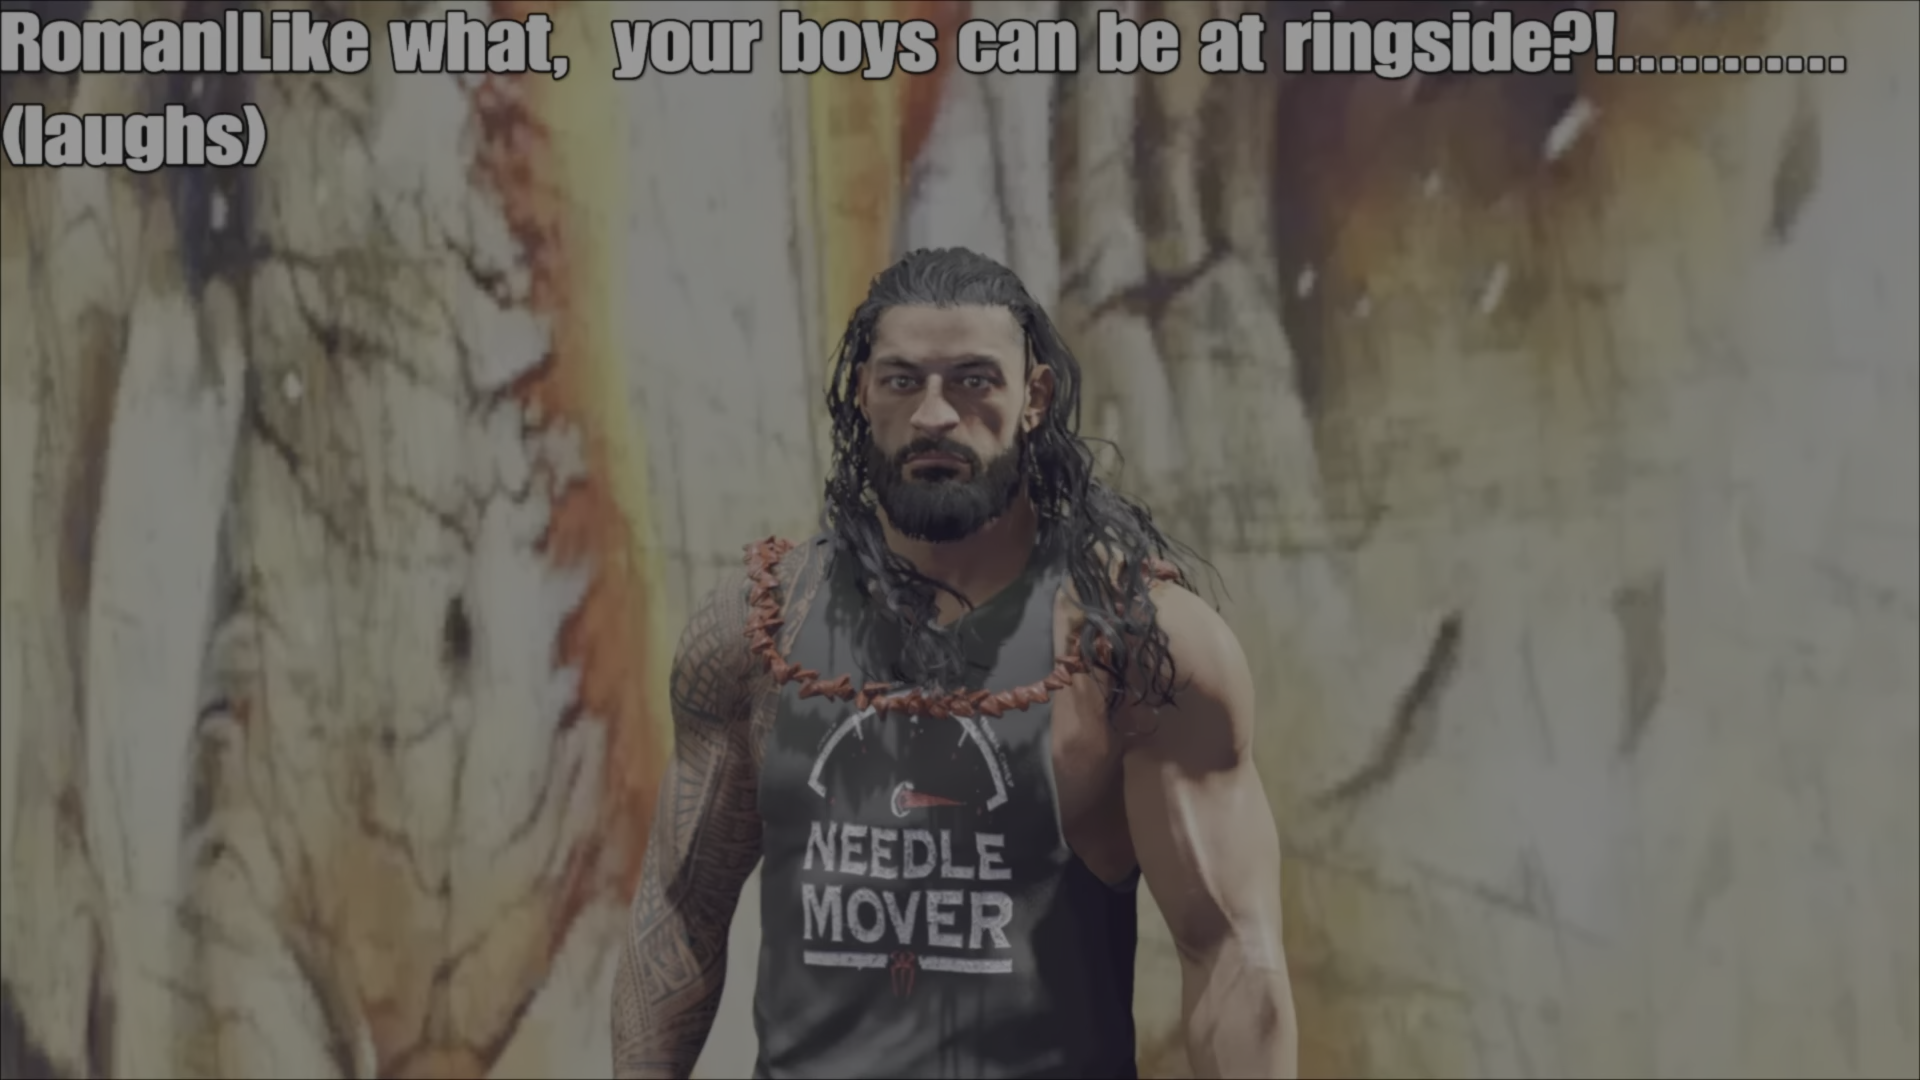 Roman|Like what,  your boys can be at ringside?!...........
(laughs)
NEEDLE
MOVER